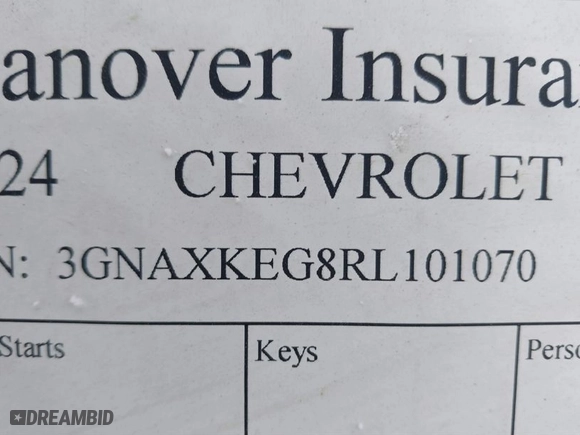 anover Insura
24 CHEVROLET
N: 3GNAXKEG8RL101070
Starts Keys Perso
DREAMBID